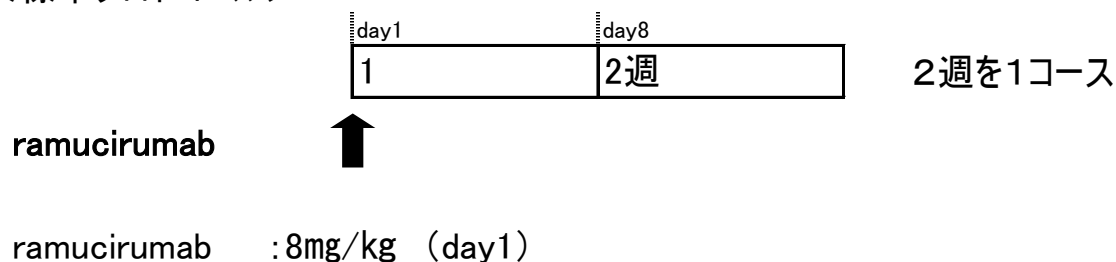 day1 day8
1 2週 2週を1コース
ramucirumab
ramucirumab :8mg/kg (day1)